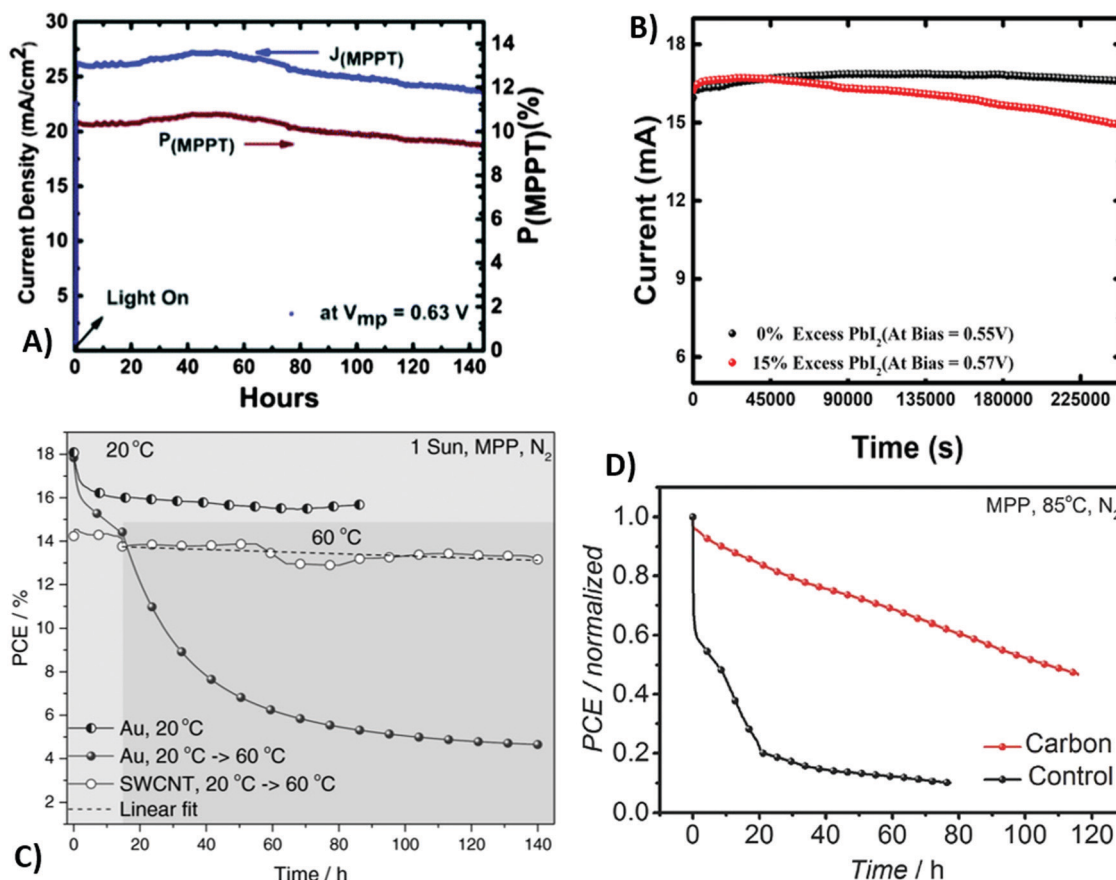 A)
Current Density (mA/cm²)
30
25
20
15
10
5
0
J(MPPT)
P(MPPT)
Light On
at Vmp = 0.63 V
P(MPPT)(%)
14
12
10
8
6
4
2
0
0 20 40 60 80 100 120 140
Hours
B)
Current (mA)
18
15
12
9
6
0% Excess PbI₂(At Bias = 0.55V)
15% Excess PbI₂(At Bias = 0.57V)
0 45000 90000 135000 180000 225000
Time (s)
C)
PCE / %
18
16
14
12
10
8
6
4
2
20 °C
1 Sun, MPP, N₂
60 °C
Au, 20 °C
Au, 20 °C -> 60 °C
SWCNT, 20 °C -> 60 °C
Linear fit
0 20 40 60 80 100 120 140
Time / h
D)
PCE / normalized
1.0
0.8
0.6
0.4
0.2
0.0
MPP, 85°C, N₂
Carbon
Control
0 20 40 60 80 100 120
Time / h